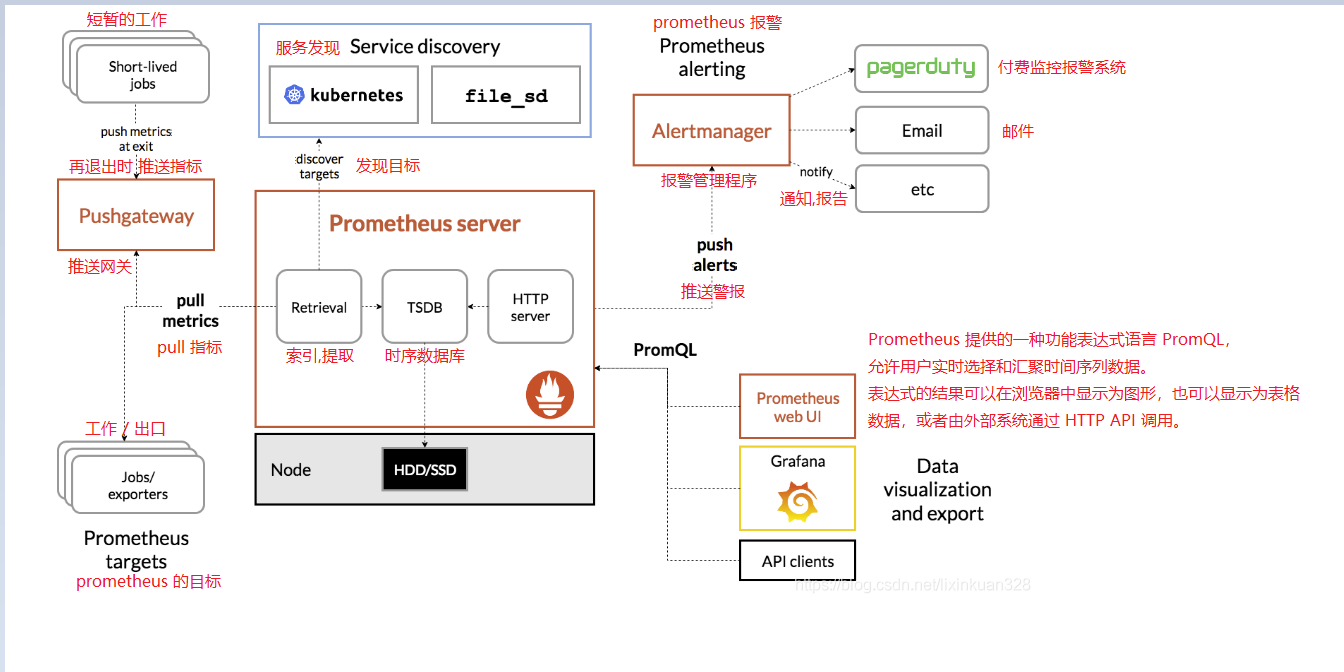 短暂的工作
Short-lived
jobs
push metrics
at exit
再退出时 推送指标
Pushgateway
推送网关
pull
metrics
pull 指标
工作 / 出口
Jobs/
exporters
Prometheus
targets
prometheus 的目标
服务发现 Service discovery
kubernetes
file_sd
discover
targets
发现目标
Prometheus server
Retrieval
索引,提取
TSDB
时序数据库
HTTP
server
Node
HDD/SSD
prometheus 报警
Prometheus
alerting
Alertmanager
报警管理程序
pagerduty
付费监控报警系统
Email
邮件
notify
通知,报告
etc
push
alerts
推送警报
PromQL
Prometheus
web UI
Grafana
API clients
Prometheus 提供的一种功能表达式语言 PromQL，
允许用户实时选择和汇聚时间序列数据。
表达式的结果可以在浏览器中显示为图形，也可以显示为表格
数据，或者由外部系统通过 HTTP API 调用。
Data
visualization
and export
https://blog.csdn.net/lixinkuan328